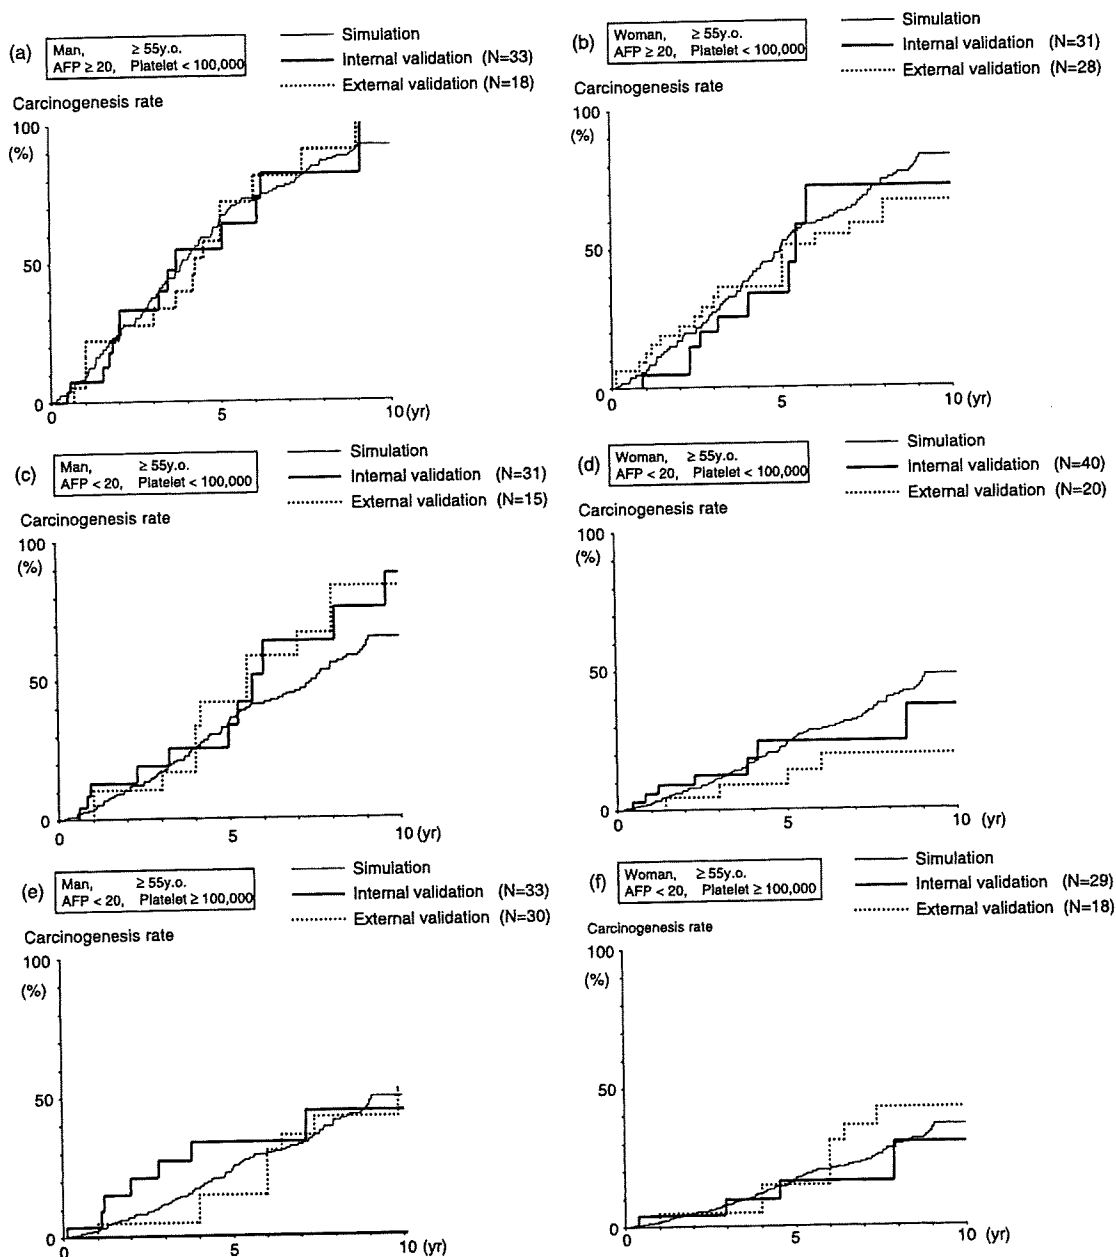 (a)
Man, ≥ 55y.o.
AFP ≥ 20, Platelet < 100,000
Simulation
Internal validation (N=33)
External validation (N=18)
Carcinogenesis rate
100
(%)
50
0
0 5 10 (yr)
(b)
Woman, ≥ 55y.o.
AFP ≥ 20, Platelet < 100,000
Simulation
Internal validation (N=31)
External validation (N=28)
Carcinogenesis rate
100
(%)
50
0
0 5 10 (yr)
(c)
Man, ≥ 55y.o.
AFP < 20, Platelet < 100,000
Simulation
Internal validation (N=31)
External validation (N=15)
Carcinogenesis rate
100
(%)
50
0
0 5 10 (yr)
(d)
Woman, ≥ 55y.o.
AFP < 20, Platelet < 100,000
Simulation
Internal validation (N=40)
External validation (N=20)
Carcinogenesis rate
100
(%)
50
0
0 5 10 (yr)
(e)
Man, ≥ 55y.o.
AFP < 20, Platelet ≥ 100,000
Simulation
Internal validation (N=33)
External validation (N=30)
Carcinogenesis rate
100
(%)
50
0
0 5 10 (yr)
(f)
Woman, ≥ 55y.o.
AFP < 20, Platelet ≥ 100,000
Simulation
Internal validation (N=29)
External validation (N=18)
Carcinogenesis rate
100
(%)
50
0
0 5 10 (yr)